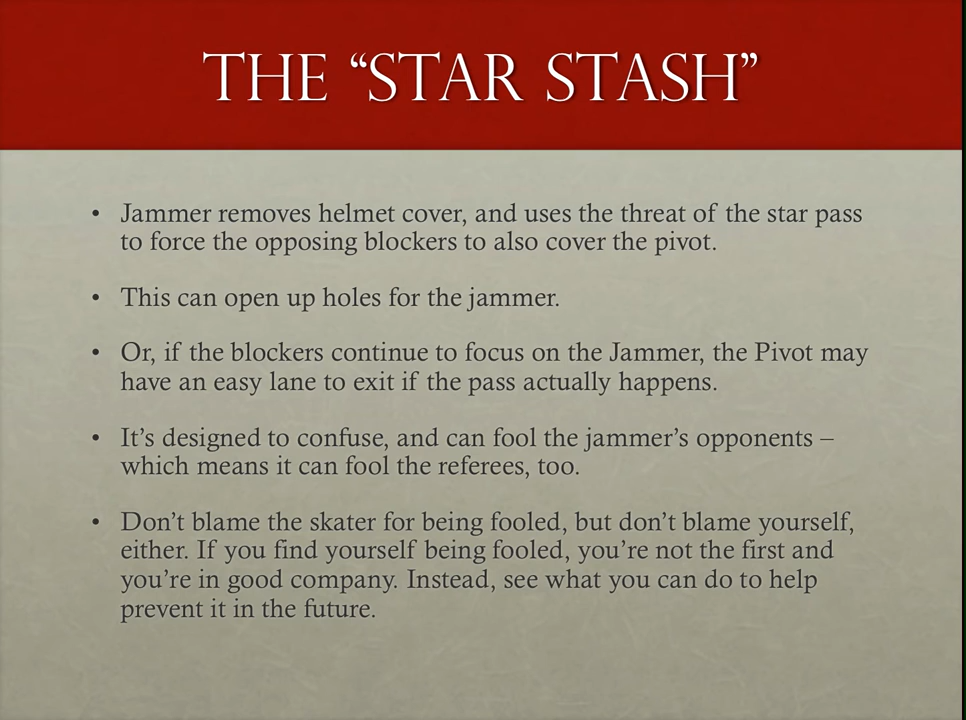 THE “STAR STASH”
• Jammer removes helmet cover, and uses the threat of the star pass
to force the opposing blockers to also cover the pivot.
• This can open up holes for the jammer.
• Or, if the blockers continue to focus on the Jammer, the Pivot may
have an easy lane to exit if the pass actually happens.
• It’s designed to confuse, and can fool the jammer’s opponents –
which means it can fool the referees, too.
• Don’t blame the skater for being fooled, but don’t blame yourself,
either. If you find yourself being fooled, you’re not the first and
you’re in good company. Instead, see what you can do to help
prevent it in the future.